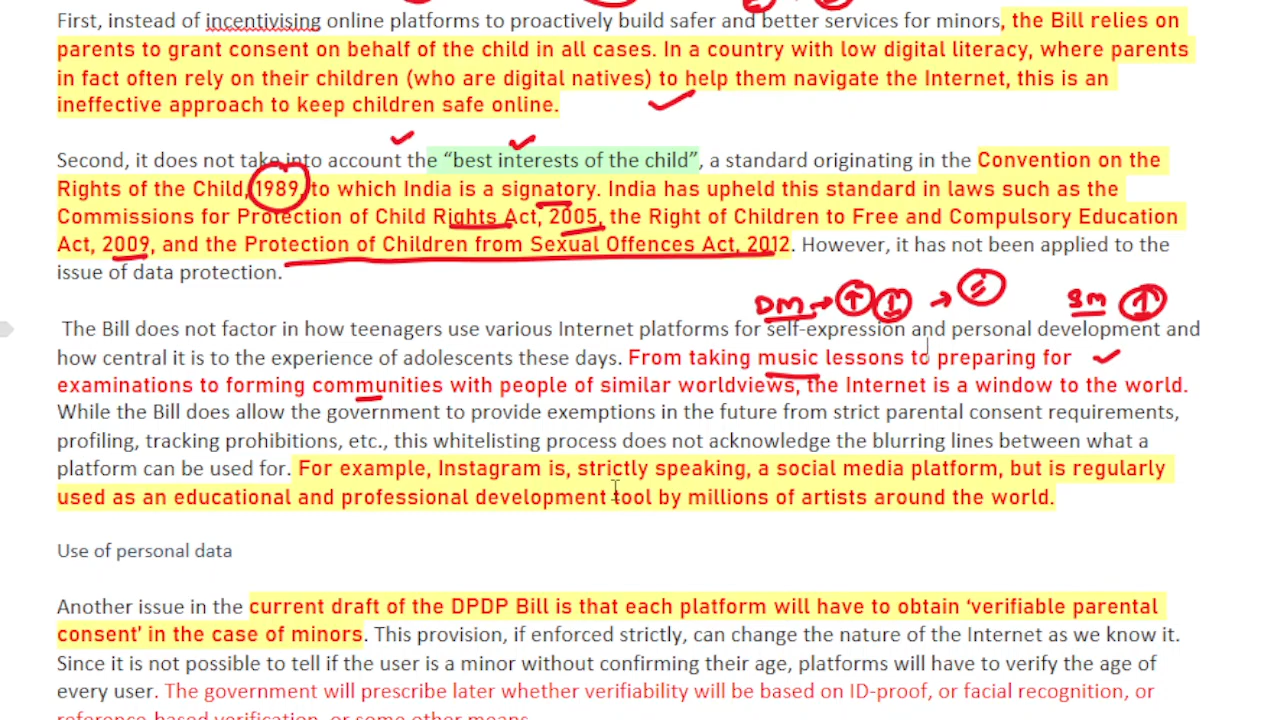 First, instead of incentivising online platforms to proactively build safer and better services for minors, the Bill relies on
parents to grant consent on behalf of the child in all cases. In a country with low digital literacy, where parents
in fact often rely on their children (who are digital natives) to help them navigate the Internet, this is an
ineffective approach to keep children safe online.
Second, it does not take into account the “best interests of the child”, a standard originating in the Convention on the
Rights of the Child, 1989, to which India is a signatory. India has upheld this standard in laws such as the
Commissions for Protection of Child Rights Act, 2005, the Right of Children to Free and Compulsory Education
Act, 2009, and the Protection of Children from Sexual Offences Act, 2012. However, it has not been applied to the
issue of data protection.
DM → ↑ ↓ → = sm ↑
The Bill does not factor in how teenagers use various Internet platforms for self-expression and personal development and
how central it is to the experience of adolescents these days. From taking music lessons to preparing for
examinations to forming communities with people of similar worldviews, the Internet is a window to the world.
While the Bill does allow the government to provide exemptions in the future from strict parental consent requirements,
profiling, tracking prohibitions, etc., this whitelisting process does not acknowledge the blurring lines between what a
platform can be used for. For example, Instagram is, strictly speaking, a social media platform, but is regularly
used as an educational and professional development tool by millions of artists around the world.
Use of personal data
Another issue in the current draft of the DPDP Bill is that each platform will have to obtain ‘verifiable parental
consent’ in the case of minors. This provision, if enforced strictly, can change the nature of the Internet as we know it.
Since it is not possible to tell if the user is a minor without confirming their age, platforms will have to verify the age of
every user. The government will prescribe later whether verifiability will be based on ID-proof, or facial recognition, or
reference-based verification, or some other means.